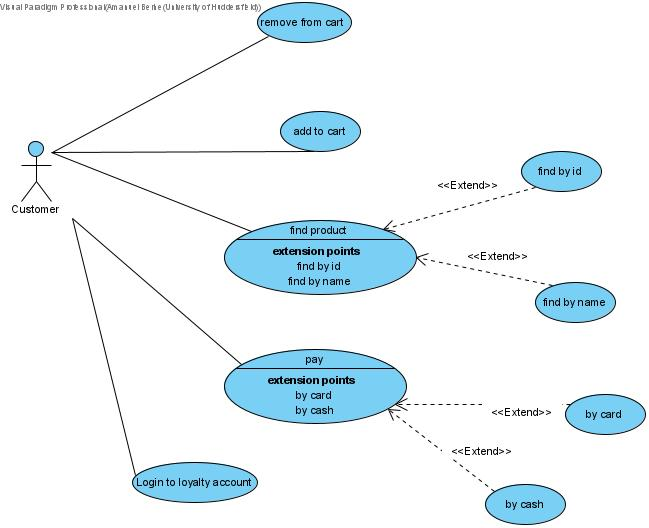 Visual Paradigm Professional(Amanuel Berhe(University of Huddersfield))
remove from cart
add to cart
find by id
<<Extend>>
Customer
find product
extension points
find by id
find by name
<<Extend>>
find by name
pay
extension points
by card
by cash
<<Extend>>
by card
<<Extend>>
Login to loyalty account
by cash